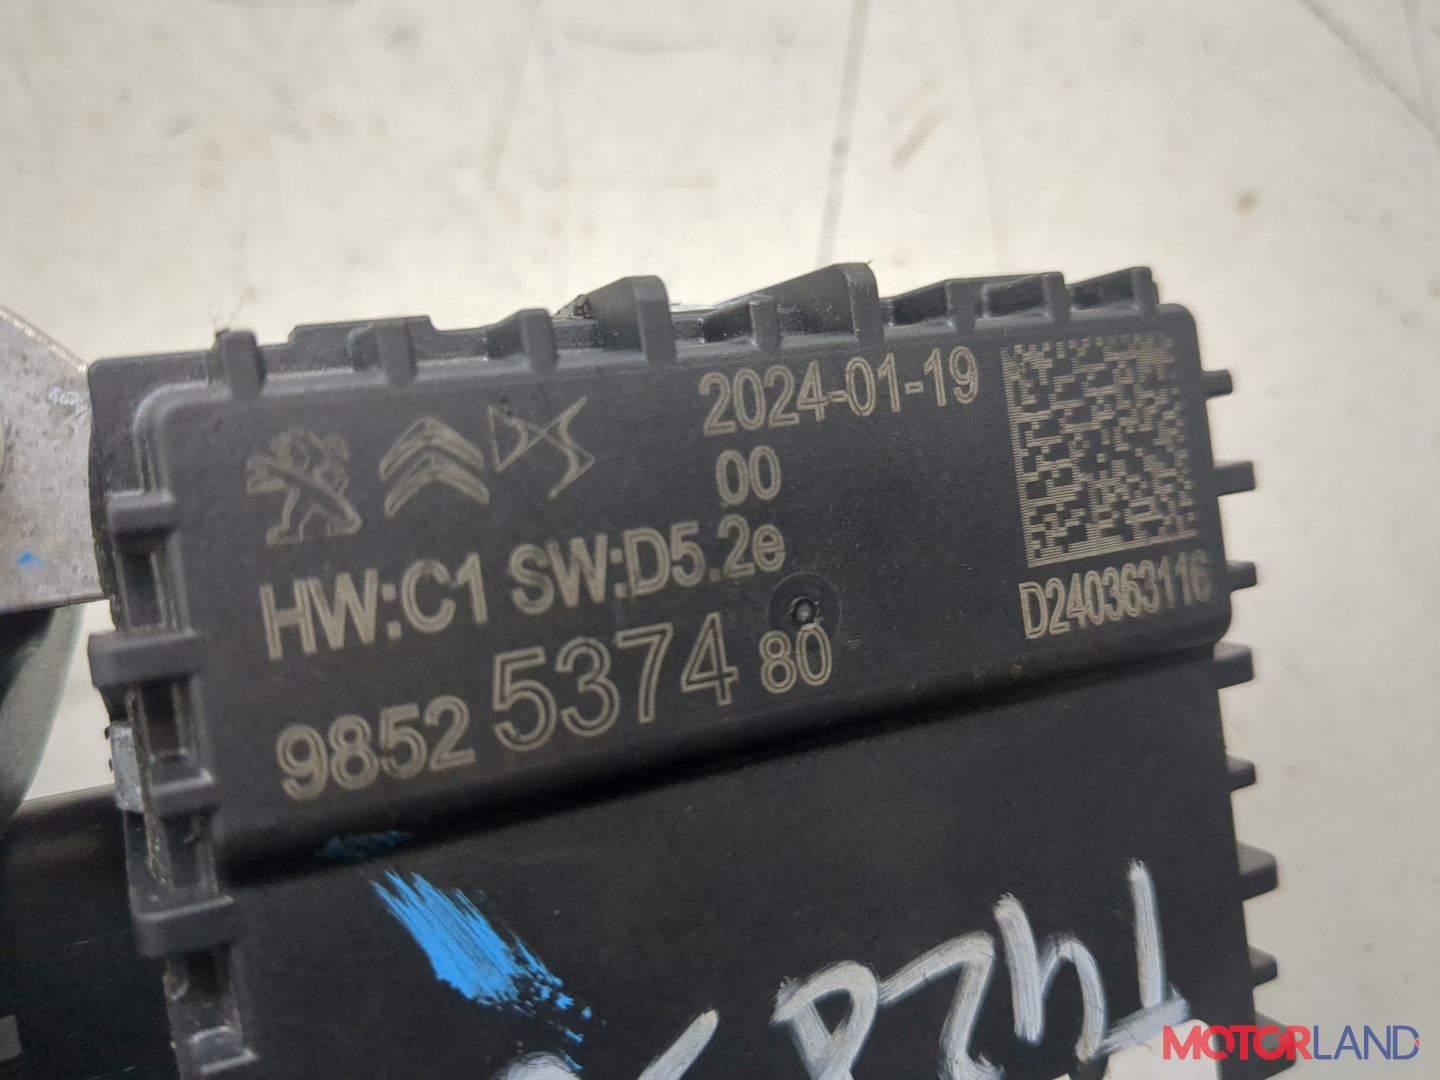 2024-01-19
00
HW:C1 SW:D5.2e
9852 5374 80
D240363116
MOTORLAND